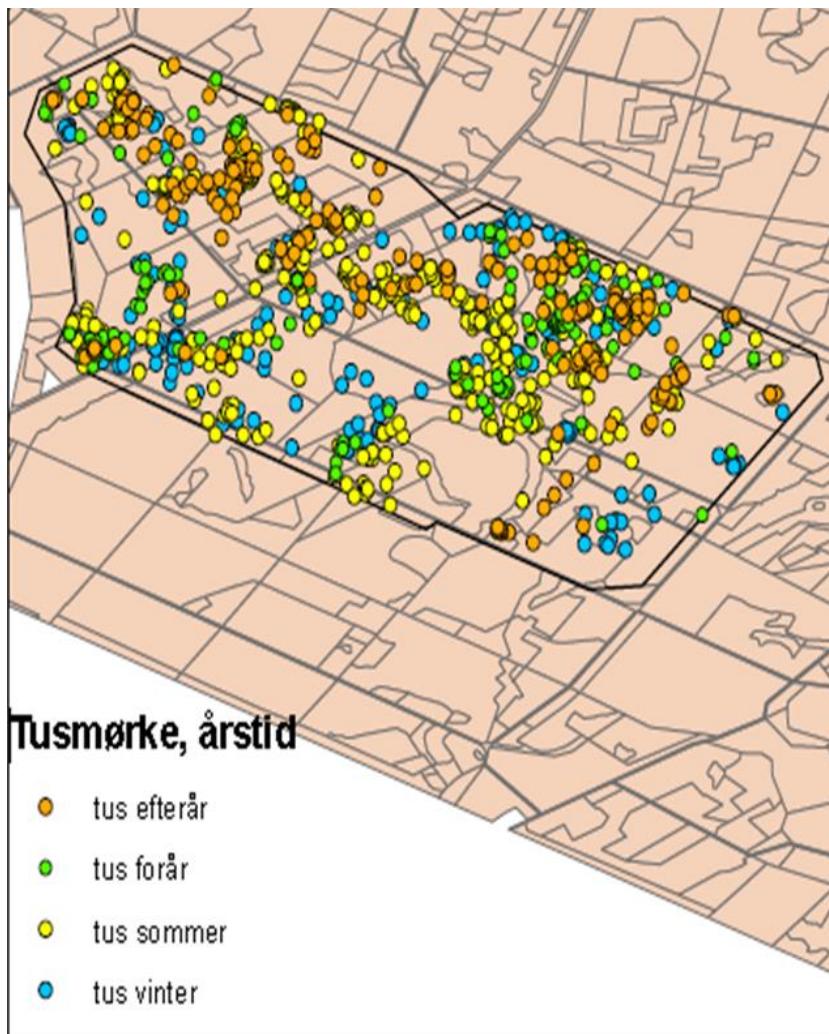 Tusmørke, årstid
tus efterår
tus forår
tus sommer
tus vinter